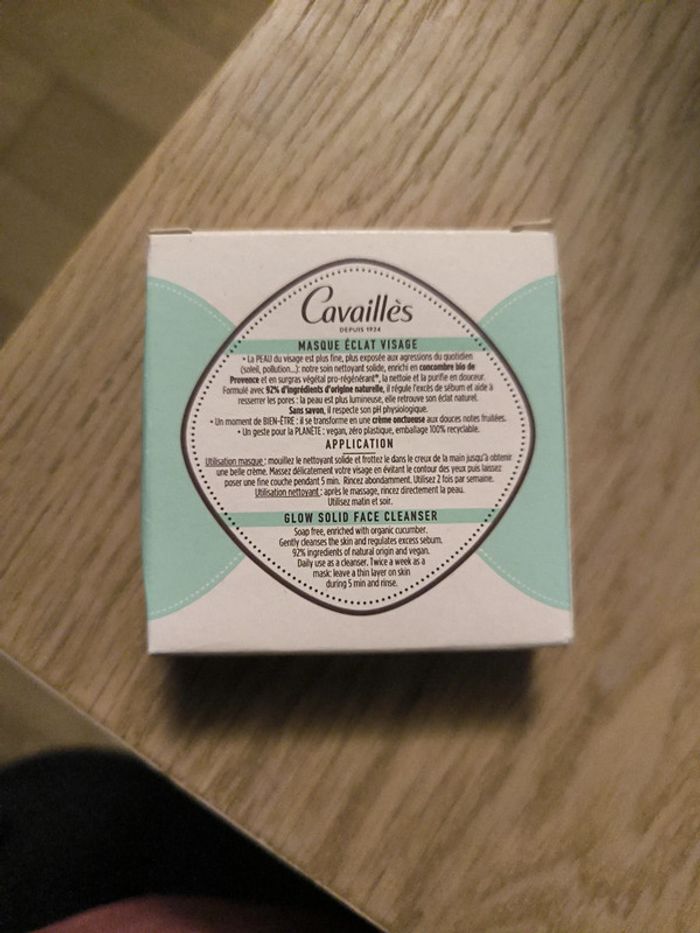 Cavaillès
DEPUIS 1924
MASQUE ÉCLAT VISAGE
• La PEAU du visage est plus fine, plus exposée aux agressions du quotidien
(soleil, pollution...): notre soin nettoyant solide, enrichi en concombre bio de
Provence et en surgras végétal pro-régénérant*, la nettoie et la purifie en douceur.
Formulé avec 92% d'ingrédients d'origine naturelle, il régule l'excès de sébum et aide à
resserrer les pores : la peau est plus lumineuse, elle retrouve son éclat naturel.
Sans savon, il respecte son pH physiologique.
• Un moment de BIEN-ÊTRE : il se transforme en une crème onctueuse aux douces notes fruitées.
• Un geste pour la PLANÈTE : vegan, zéro plastique, emballage 100% recyclable.
APPLICATION
Utilisation masque : mouillez le nettoyant solide et frottez le dans le creux de la main jusqu'à obtenir
une belle crème. Massez délicatement votre visage en évitant le contour des yeux puis laissez
poser une fine couche pendant 5 min. Rincez abondamment. Utilisez 2 fois par semaine.
Utilisation nettoyant : après le massage, rincez directement la peau.
Utilisez matin et soir.
GLOW SOLID FACE CLEANSER
Soap free, enriched with organic cucumber.
Gently cleanses the skin and regulates excess sebum.
92% ingredients of natural origin and vegan.
Daily use as a cleanser. Twice a week as a
mask: leave a thin layer on skin
during 5 min and rinse.